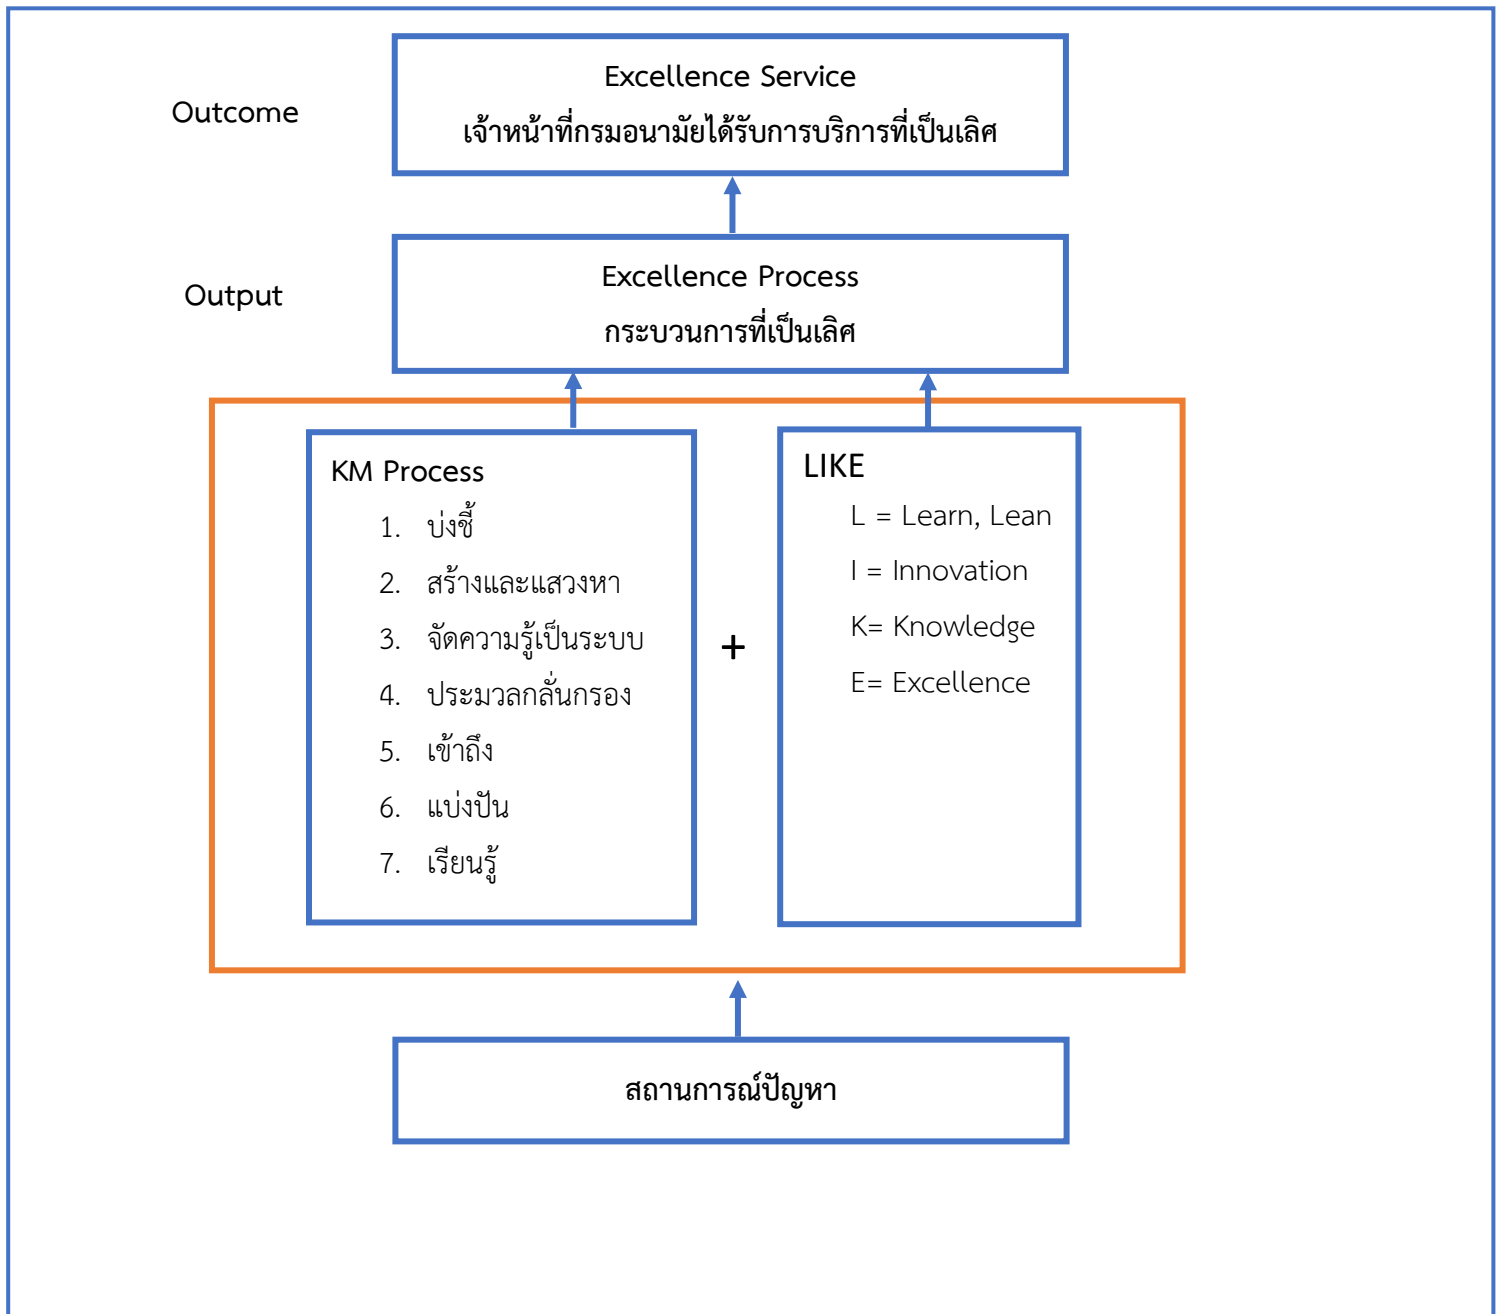 Outcome
Excellence Service
เจ้าหน้าที่กรมอนามัยได้รับการบริการที่เป็นเลิศ
Output
Excellence Process
กระบวนการที่เป็นเลิศ
KM Process
1. บ่งชี้
2. สร้างและแสวงหา
3. จัดความรู้เป็นระบบ
4. ประมวลกลั่นกรอง
5. เข้าถึง
6. แบ่งปัน
7. เรียนรู้
+
LIKE
L = Learn, Lean
I = Innovation
K= Knowledge
E= Excellence
สถานการณ์ปัญหา